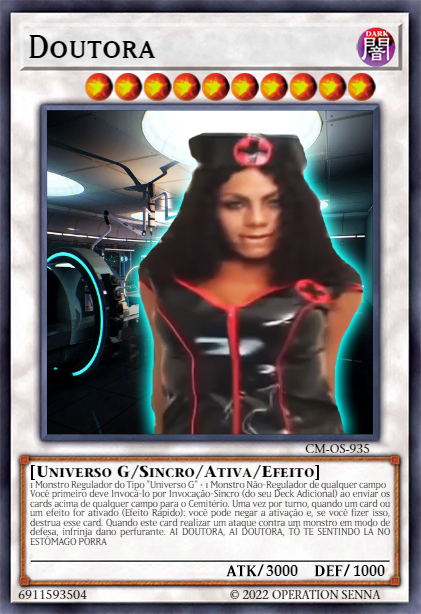 DOUTORA
DARK
闇
CM-OS-935
[UNIVERSO G/SINCRO/ATIVA/EFEITO]
1 Monstro Regulador do Tipo "Universo G" + 1 Monstro Não-Regulador de qualquer campo
Você primeiro deve Invocá-lo por Invocação-Sincro (do seu Deck Adicional) ao enviar os
cards acima de qualquer campo para o Cemitério. Uma vez por turno, quando um card ou
um efeito for ativado (Efeito Rápido): você pode negar a ativação e, se você fizer isso,
destrua esse card. Quando este card realizar um ataque contra um monstro em modo de
defesa, infrinja dano perfurante. AI DOUTORA, AI DOUTORA, TÔ TE SENTINDO LÁ NO
ESTÔMAGO PORRA
ATK/3000 DEF/1000
6911593504
© 2022 OPERATION SENNA